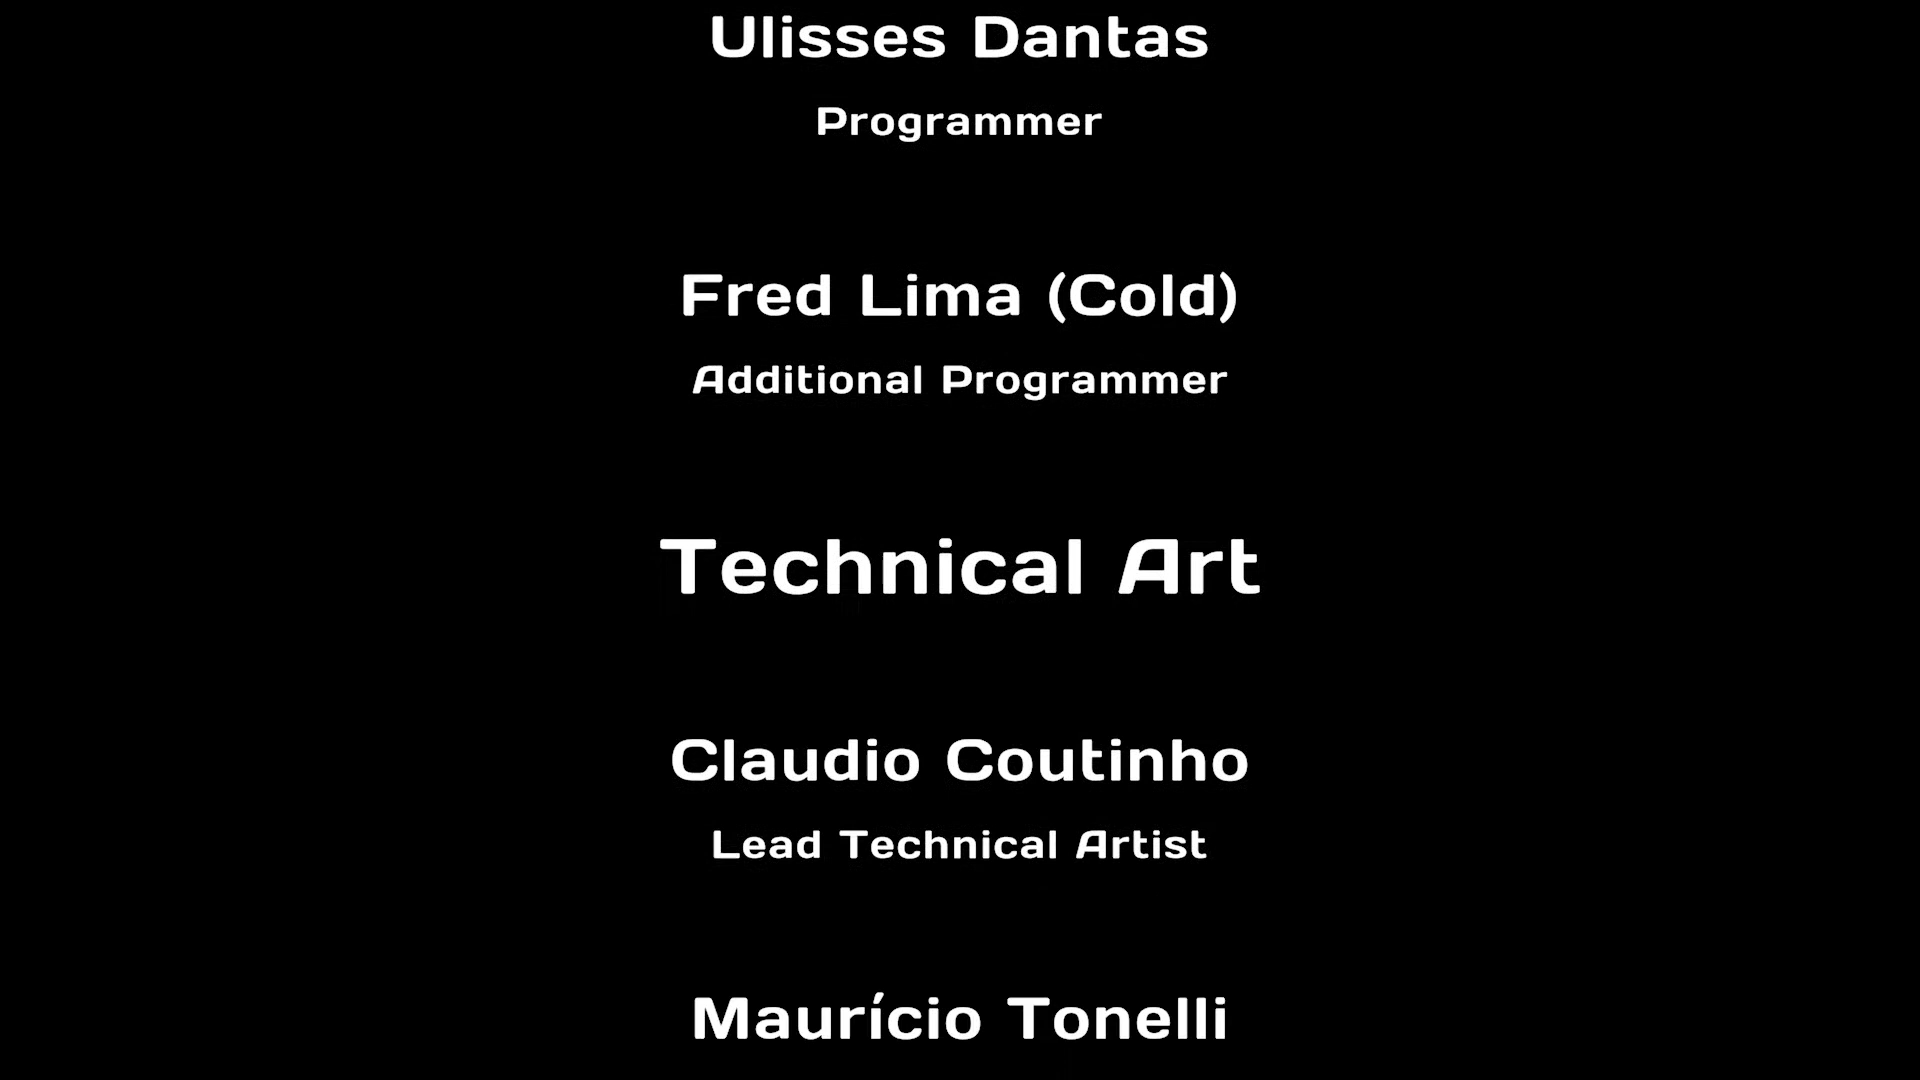 Ulisses Dantas
Programmer
Fred Lima (Cold)
Additional Programmer
Technical Art
Claudio Coutinho
Lead Technical Artist
Maurício Tonelli